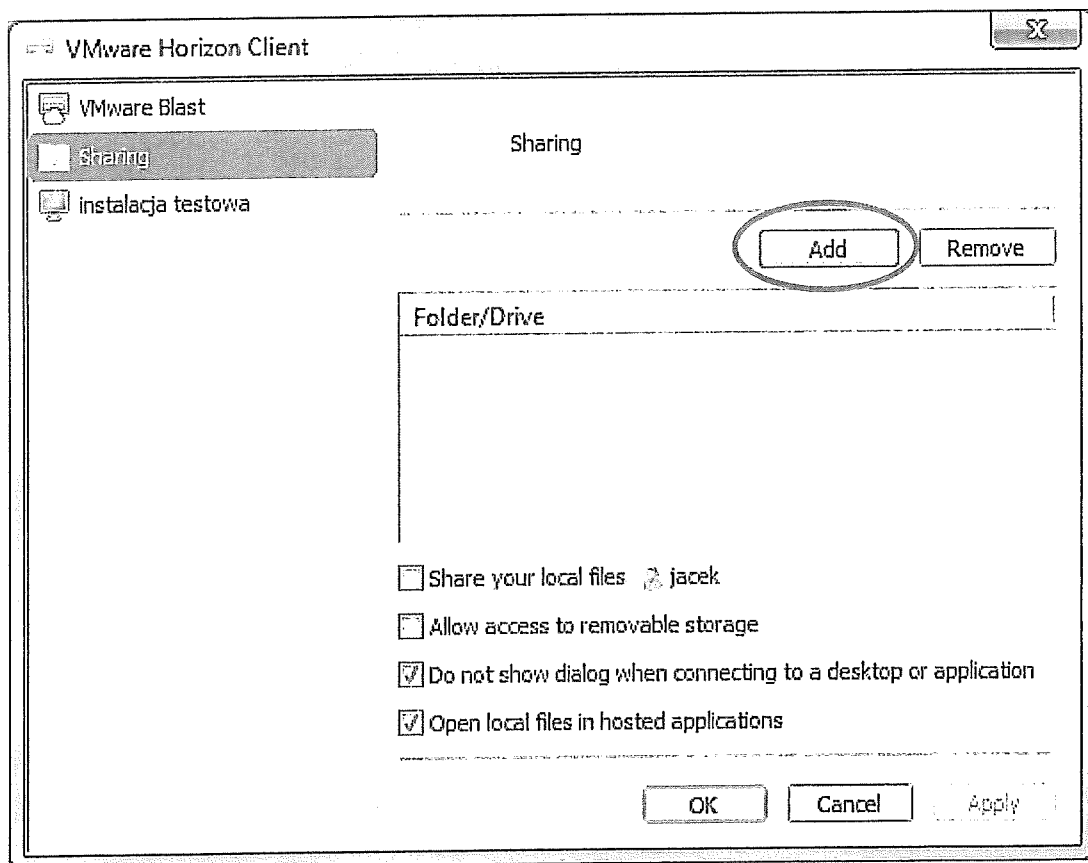 VMware Horizon Client
VMware Blast
Sharing
instalacja testowa
Sharing
Add
Remove
Folder/Drive
Share your local files jacek
Allow access to removable storage
Do not show dialog when connecting to a desktop or application
Open local files in hosted applications
OK
Cancel
Apply